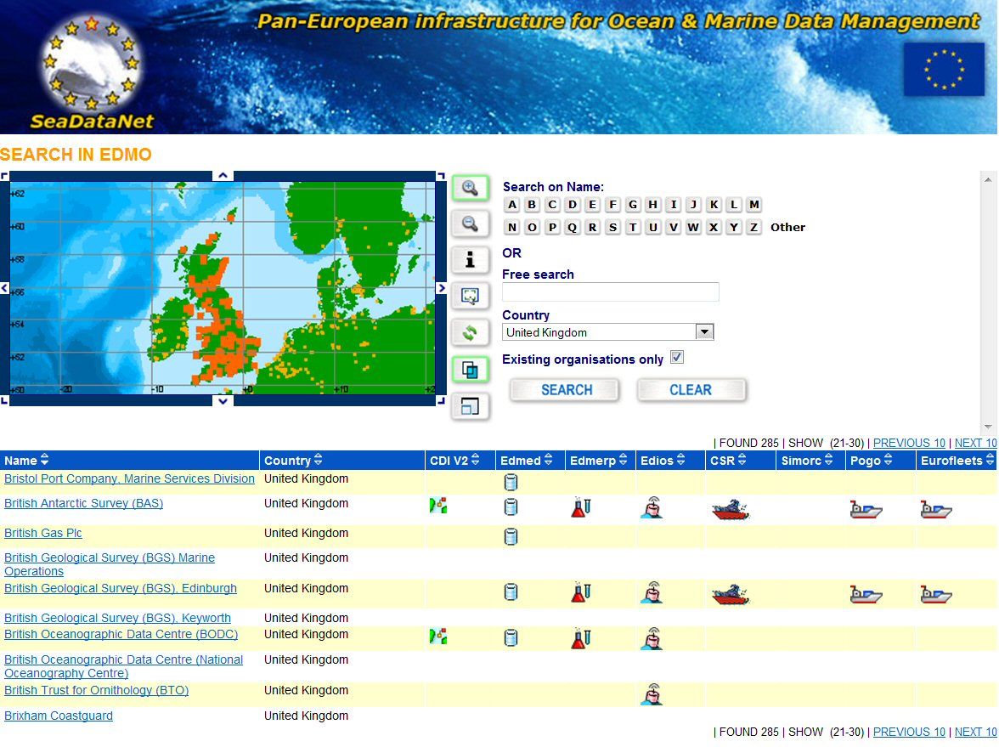 Pan-European infrastructure for Ocean & Marine Data Management
SeaDataNet
SEARCH IN EDMO
+62
+60
+58
+56
+54
+52
+50
-20
-10
+0
+10
+2
Search on Name:
A B C D E F G H I J K L M
N O P Q R S T U V W X Y Z Other
OR
Free search
Country
United Kingdom
Existing organisations only
SEARCH CLEAR
| FOUND 285 | SHOW (21-30) | PREVIOUS 10 | NEXT 10
Name Country CDI V2 Edmed Edmerp Edios CSR Simorc Pogo Eurofleets
Bristol Port Company, Marine Services Division United Kingdom
British Antarctic Survey (BAS) United Kingdom
British Gas Plc United Kingdom
British Geological Survey (BGS) Marine United Kingdom
Operations
British Geological Survey (BGS), Edinburgh United Kingdom
British Geological Survey (BGS), Keyworth United Kingdom
British Oceanographic Data Centre (BODC) United Kingdom
British Oceanographic Data Centre (National United Kingdom
Oceanography Centre)
British Trust for Ornithology (BTO) United Kingdom
Brixham Coastguard United Kingdom
| FOUND 285 | SHOW (21-30) | PREVIOUS 10 | NEXT 10